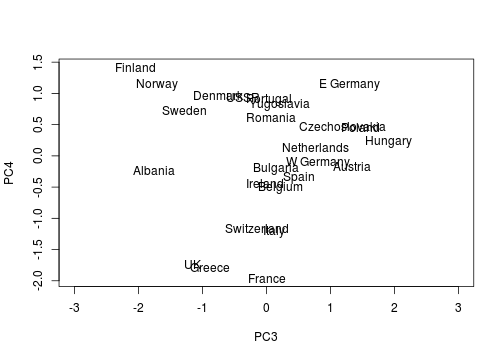 Finland
Norway
E Germany
Denmark
USSR
Portugal
Yugoslavia
Sweden
Romania
Czechoslovakia
Poland
Hungary
Netherlands
W Germany
Austria
Bulgaria
Albania
Spain
Ireland
Belgium
Switzerland
Italy
UK
Greece
France
1.5
1.0
0.5
0.0
-0.5
-1.0
-1.5
-2.0
PC4
-3
-2
-1
0
1
2
3
PC3